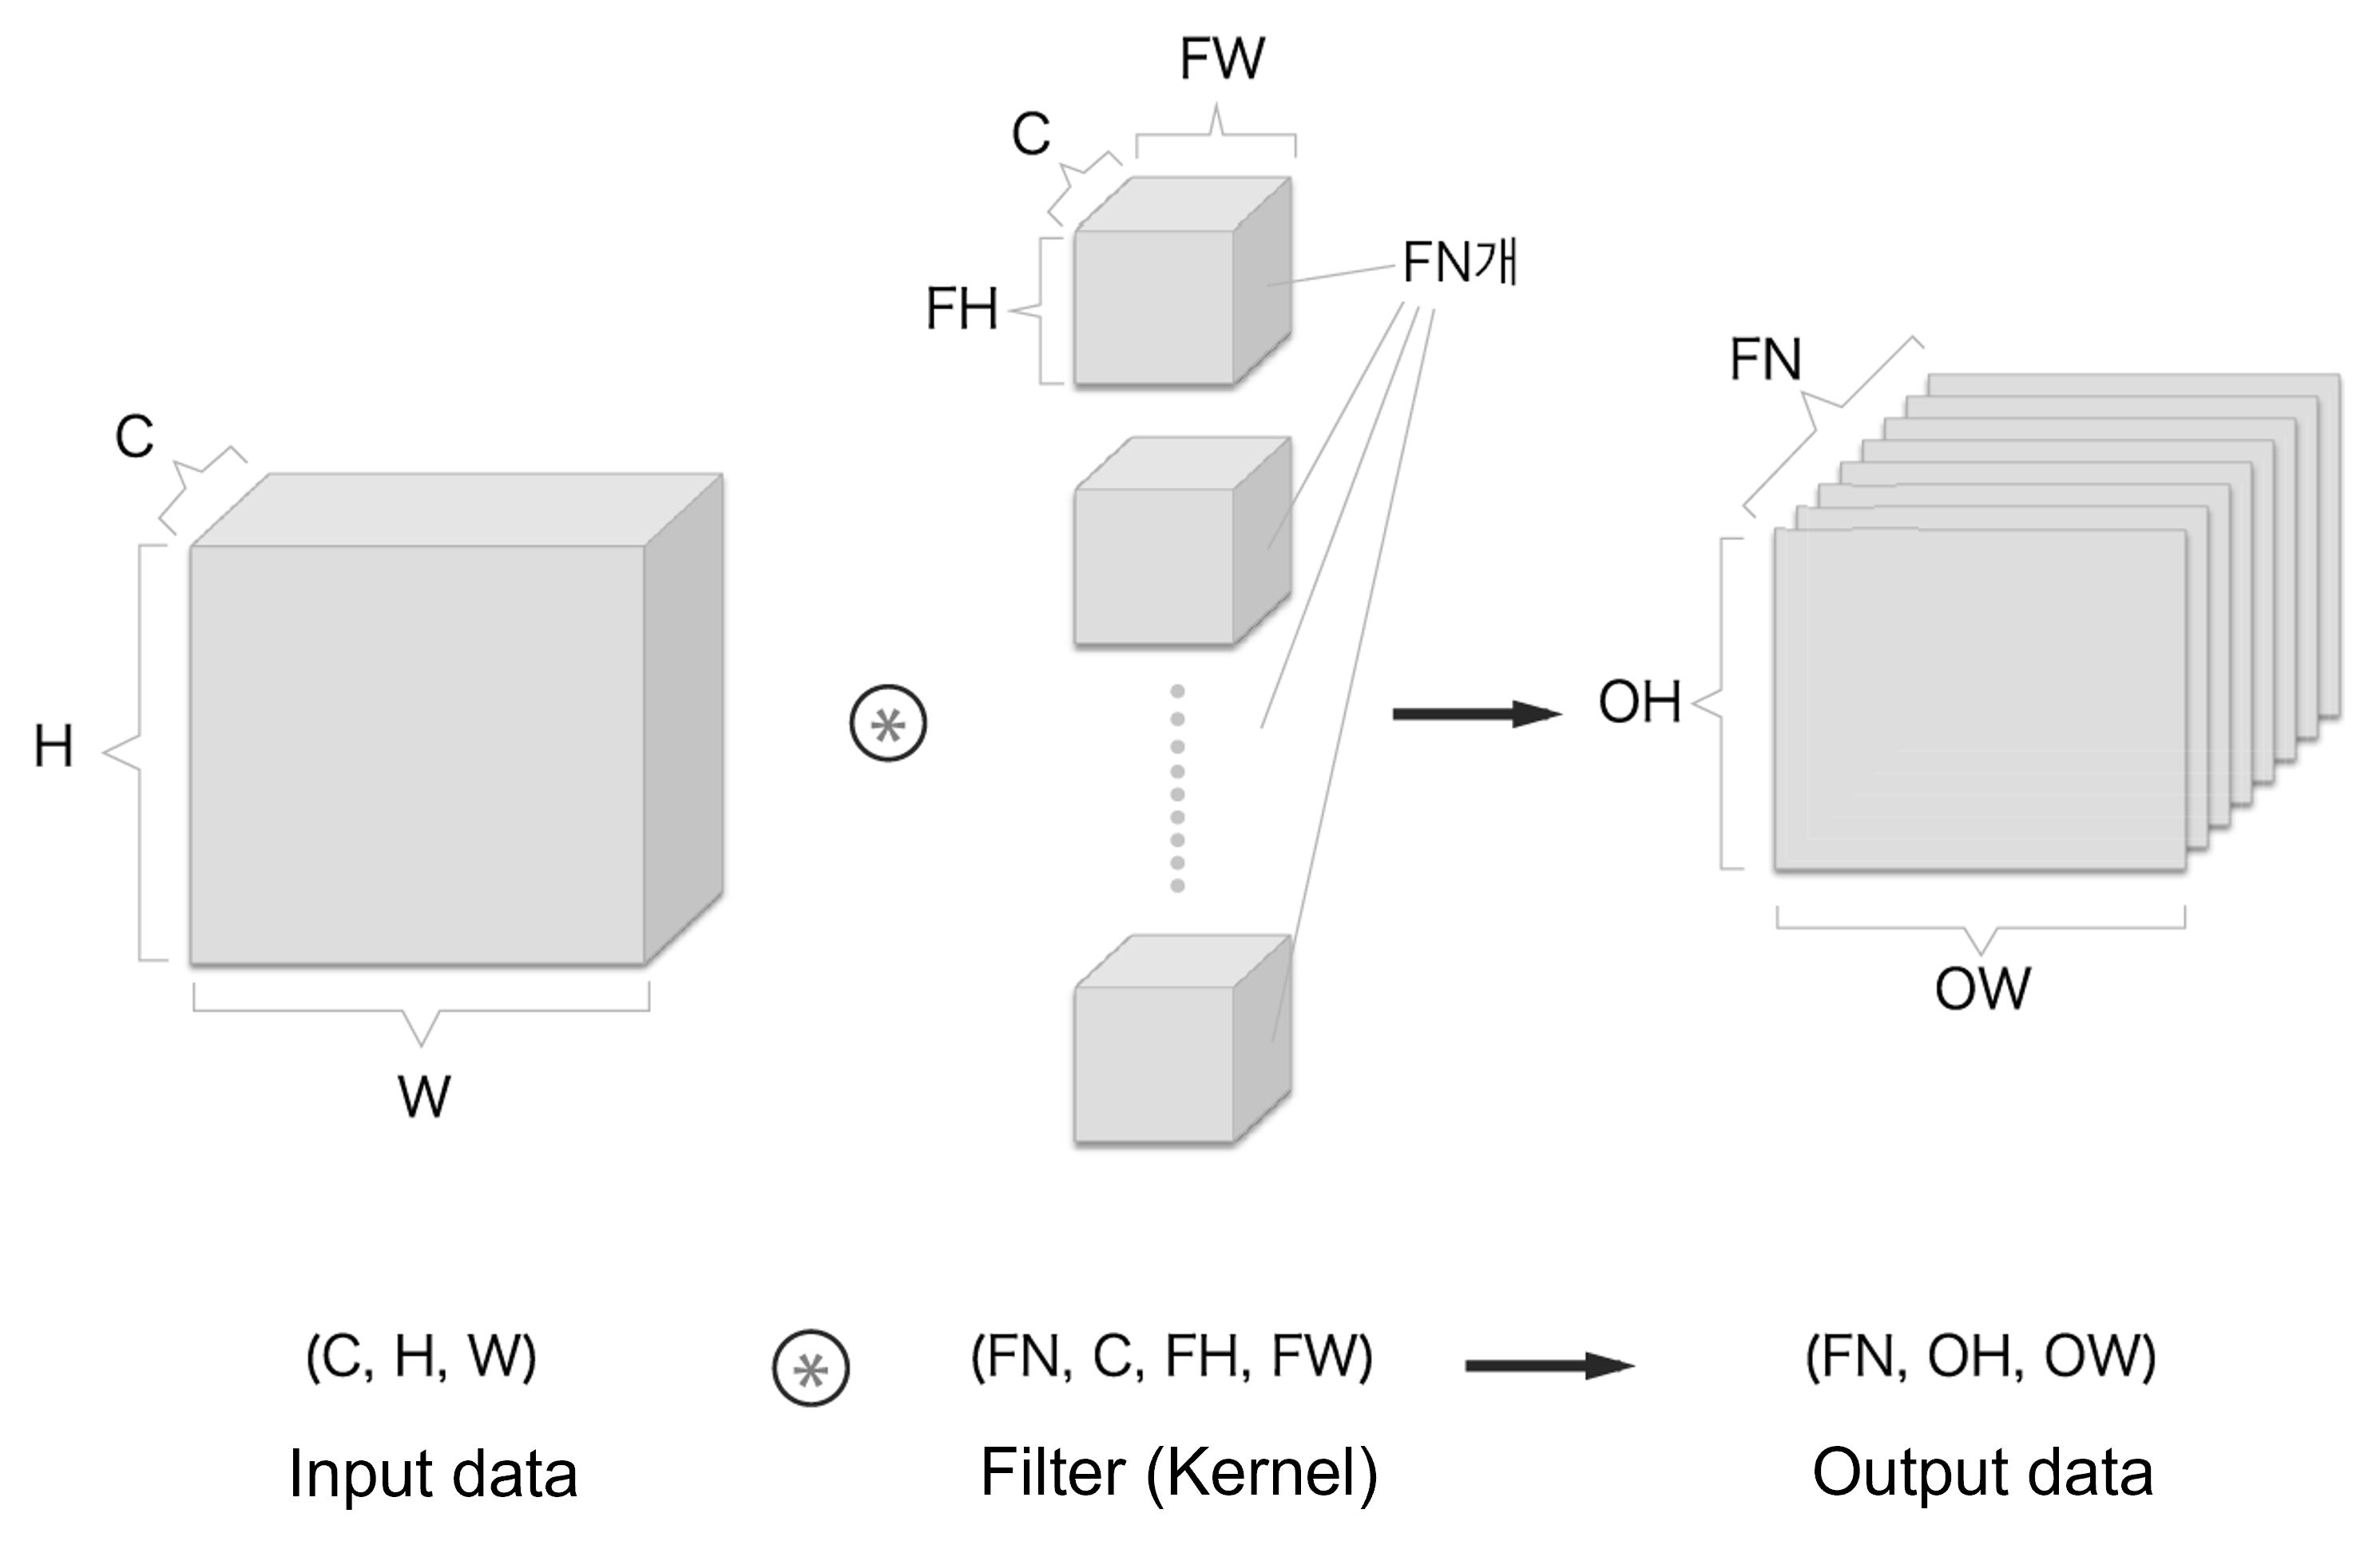 FW
C
FH
FN개
FN
C
H
OH
OW
W
(C, H, W) * (FN, C, FH, FW) (FN, OH, OW)
Input data Filter (Kernel) Output data